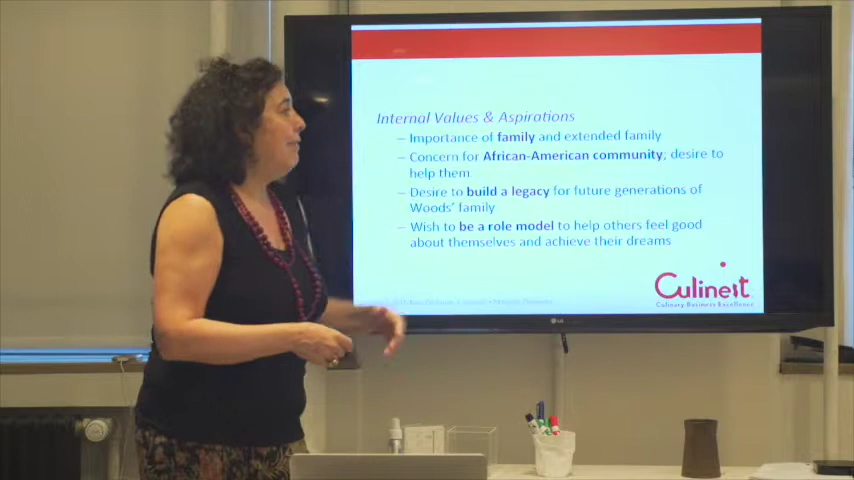 Internal Values & Aspirations
– Importance of family and extended family
– Concern for African-American community; desire to
help them
– Desire to build a legacy for future generations of
Woods' family
– Wish to be a role model to help others feel good
about themselves and achieve their dreams
Culinest
Culinary Business Excellence
LG